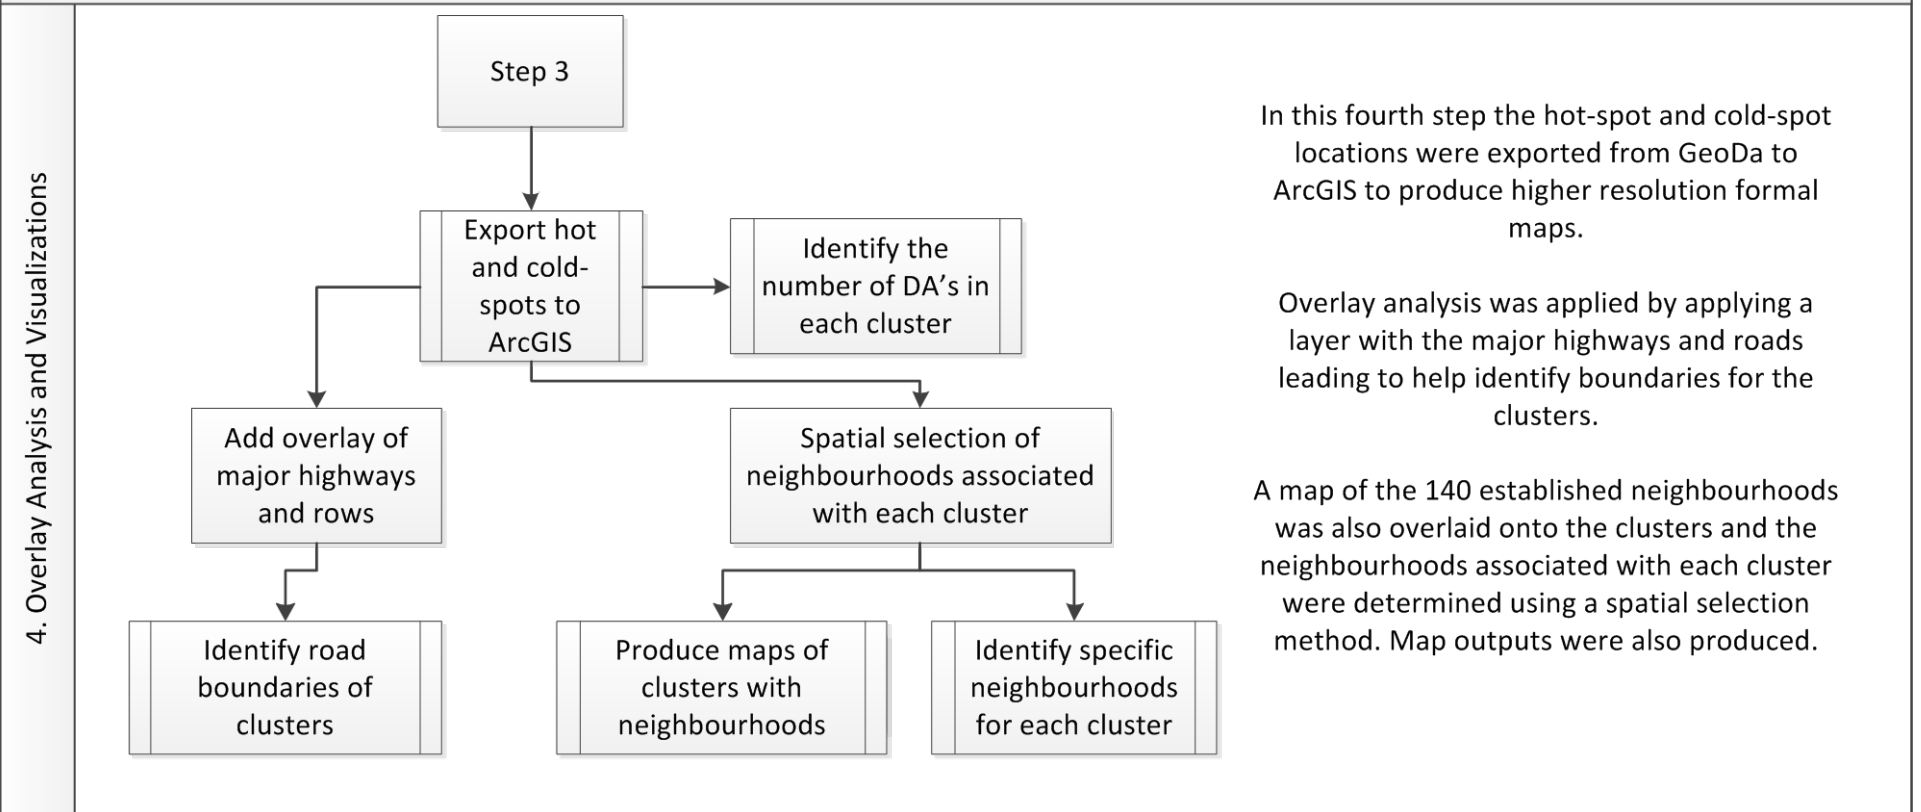 4. Overlay Analysis and Visualizations
Step 3
Export hot
and cold-
spots to
ArcGIS
Identify the
number of DA’s in
each cluster
Add overlay of
major highways
and rows
Spatial selection of
neighbourhoods associated
with each cluster
Identify road
boundaries of
clusters
Produce maps of
clusters with
neighbourhoods
Identify specific
neighbourhoods
for each cluster
In this fourth step the hot-spot and cold-spot
locations were exported from GeoDa to
ArcGIS to produce higher resolution formal
maps.
Overlay analysis was applied by applying a
layer with the major highways and roads
leading to help identify boundaries for the
clusters.
A map of the 140 established neighbourhoods
was also overlaid onto the clusters and the
neighbourhoods associated with each cluster
were determined using a spatial selection
method. Map outputs were also produced.